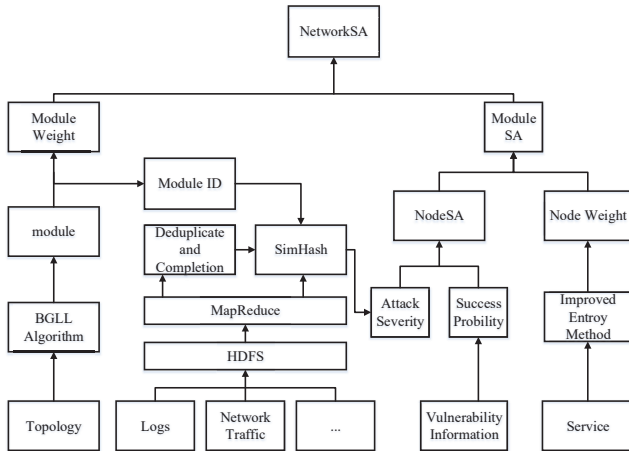 NetworkSA
Module
Weight
Module
SA
Module ID
module
NodeSA
Node Weight
Deduplicate
and
Completion
SimHash
BGLL
Algorithm
MapReduce
Attack
Severity
Success
Probility
Improved
Entroy
Method
HDFS
Topology
Logs
Network
Traffic
...
Vulnerability
Information
Service